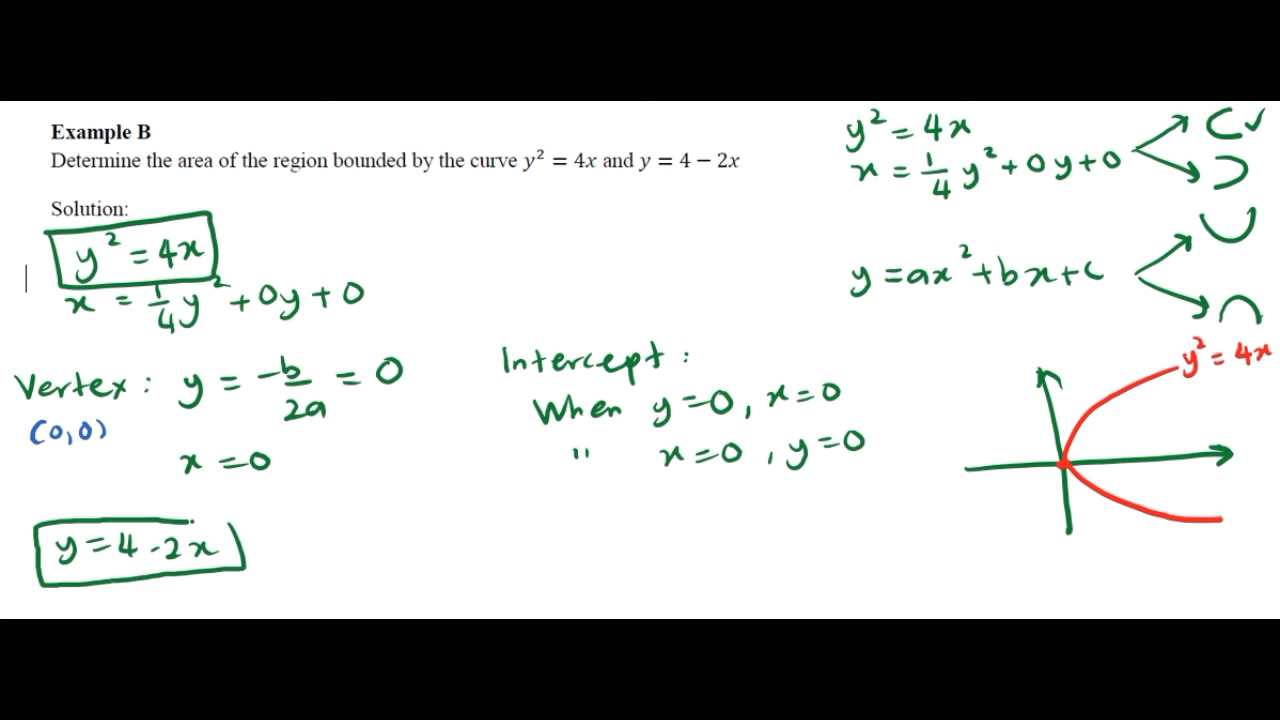 Example B
Determine the area of the region bounded by the curve y² = 4x and y = 4 − 2x
Solution:
y² = 4x
x = 1/4 y² + 0y + 0
Vertex: y = -b/2a = 0
(0,0)
x = 0
y = 4 - 2x
Intercept:
When y=0, x=0
" x=0, y=0
y² = 4x
x = 1/4 y² + 0y + 0
y = ax² + bx + c
y² = 4x